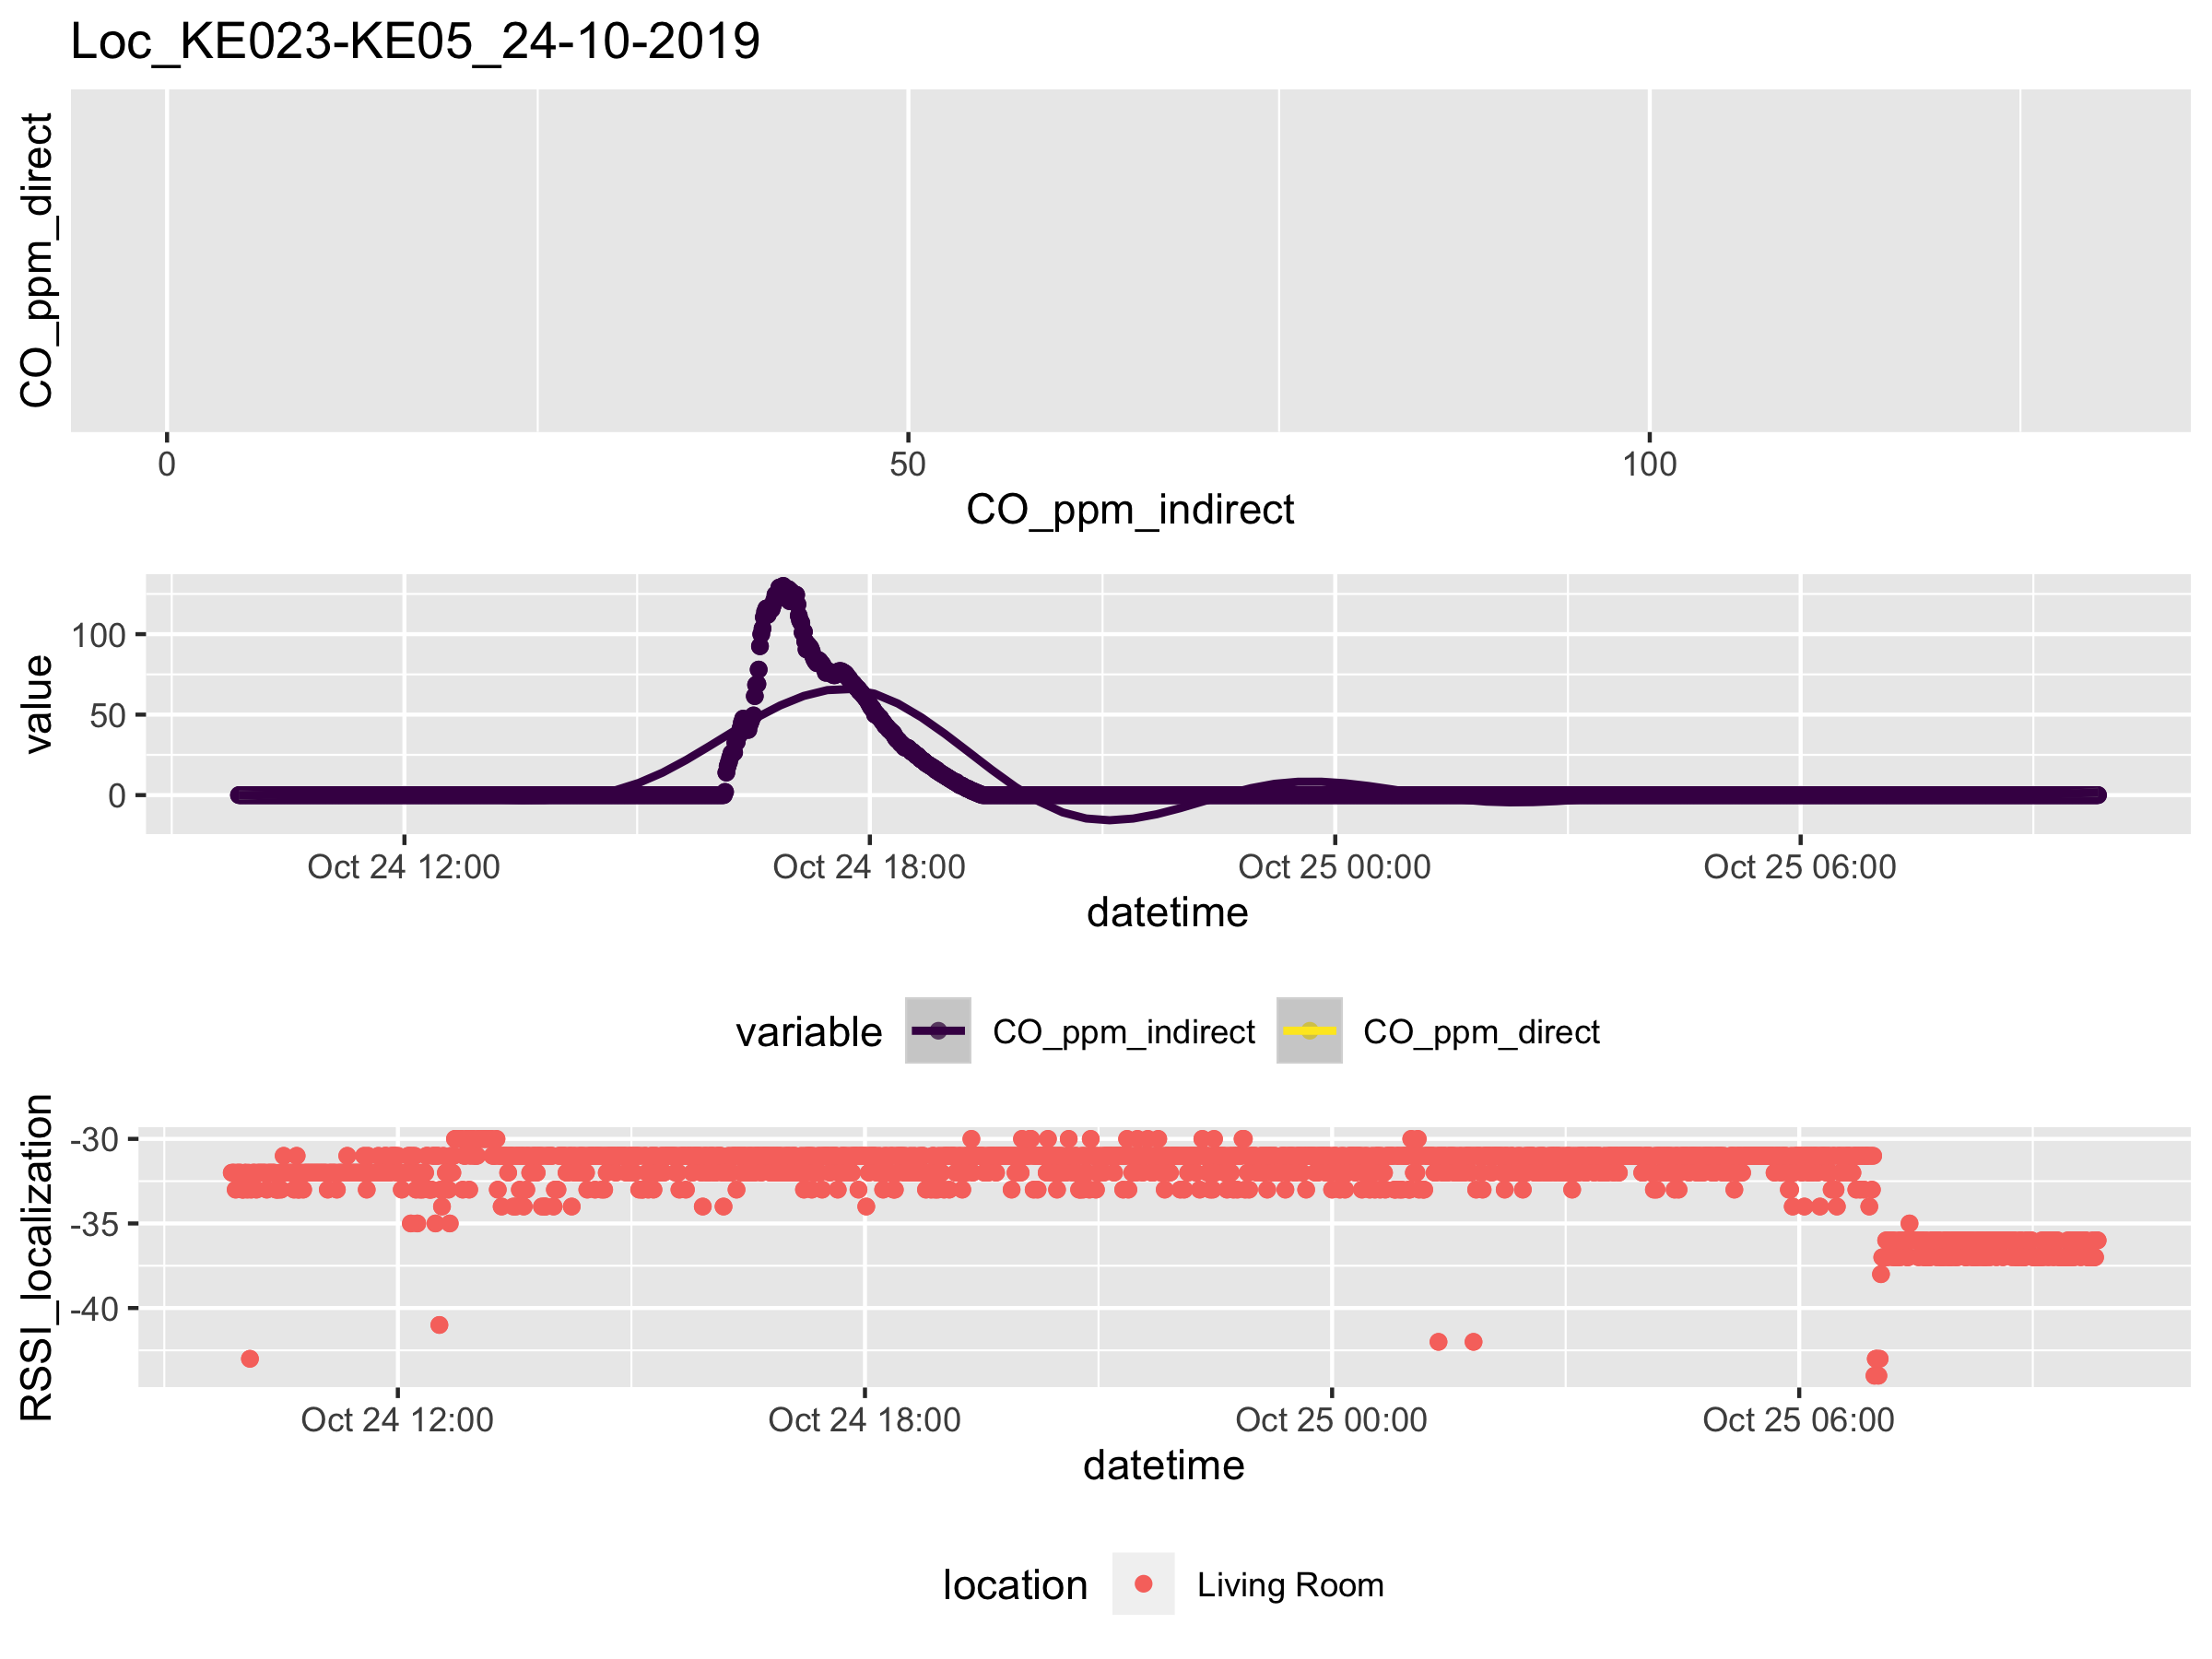 Loc_KE023-KE05_24-10-2019
CO_ppm_direct
0 50 100
CO_ppm_indirect
value
100
50
0
Oct 24 12:00 Oct 24 18:00 Oct 25 00:00 Oct 25 06:00
datetime
variable CO_ppm_indirect CO_ppm_direct
RSSI_localization
-30
-35
-40
Oct 24 12:00 Oct 24 18:00 Oct 25 00:00 Oct 25 06:00
datetime
location Living Room